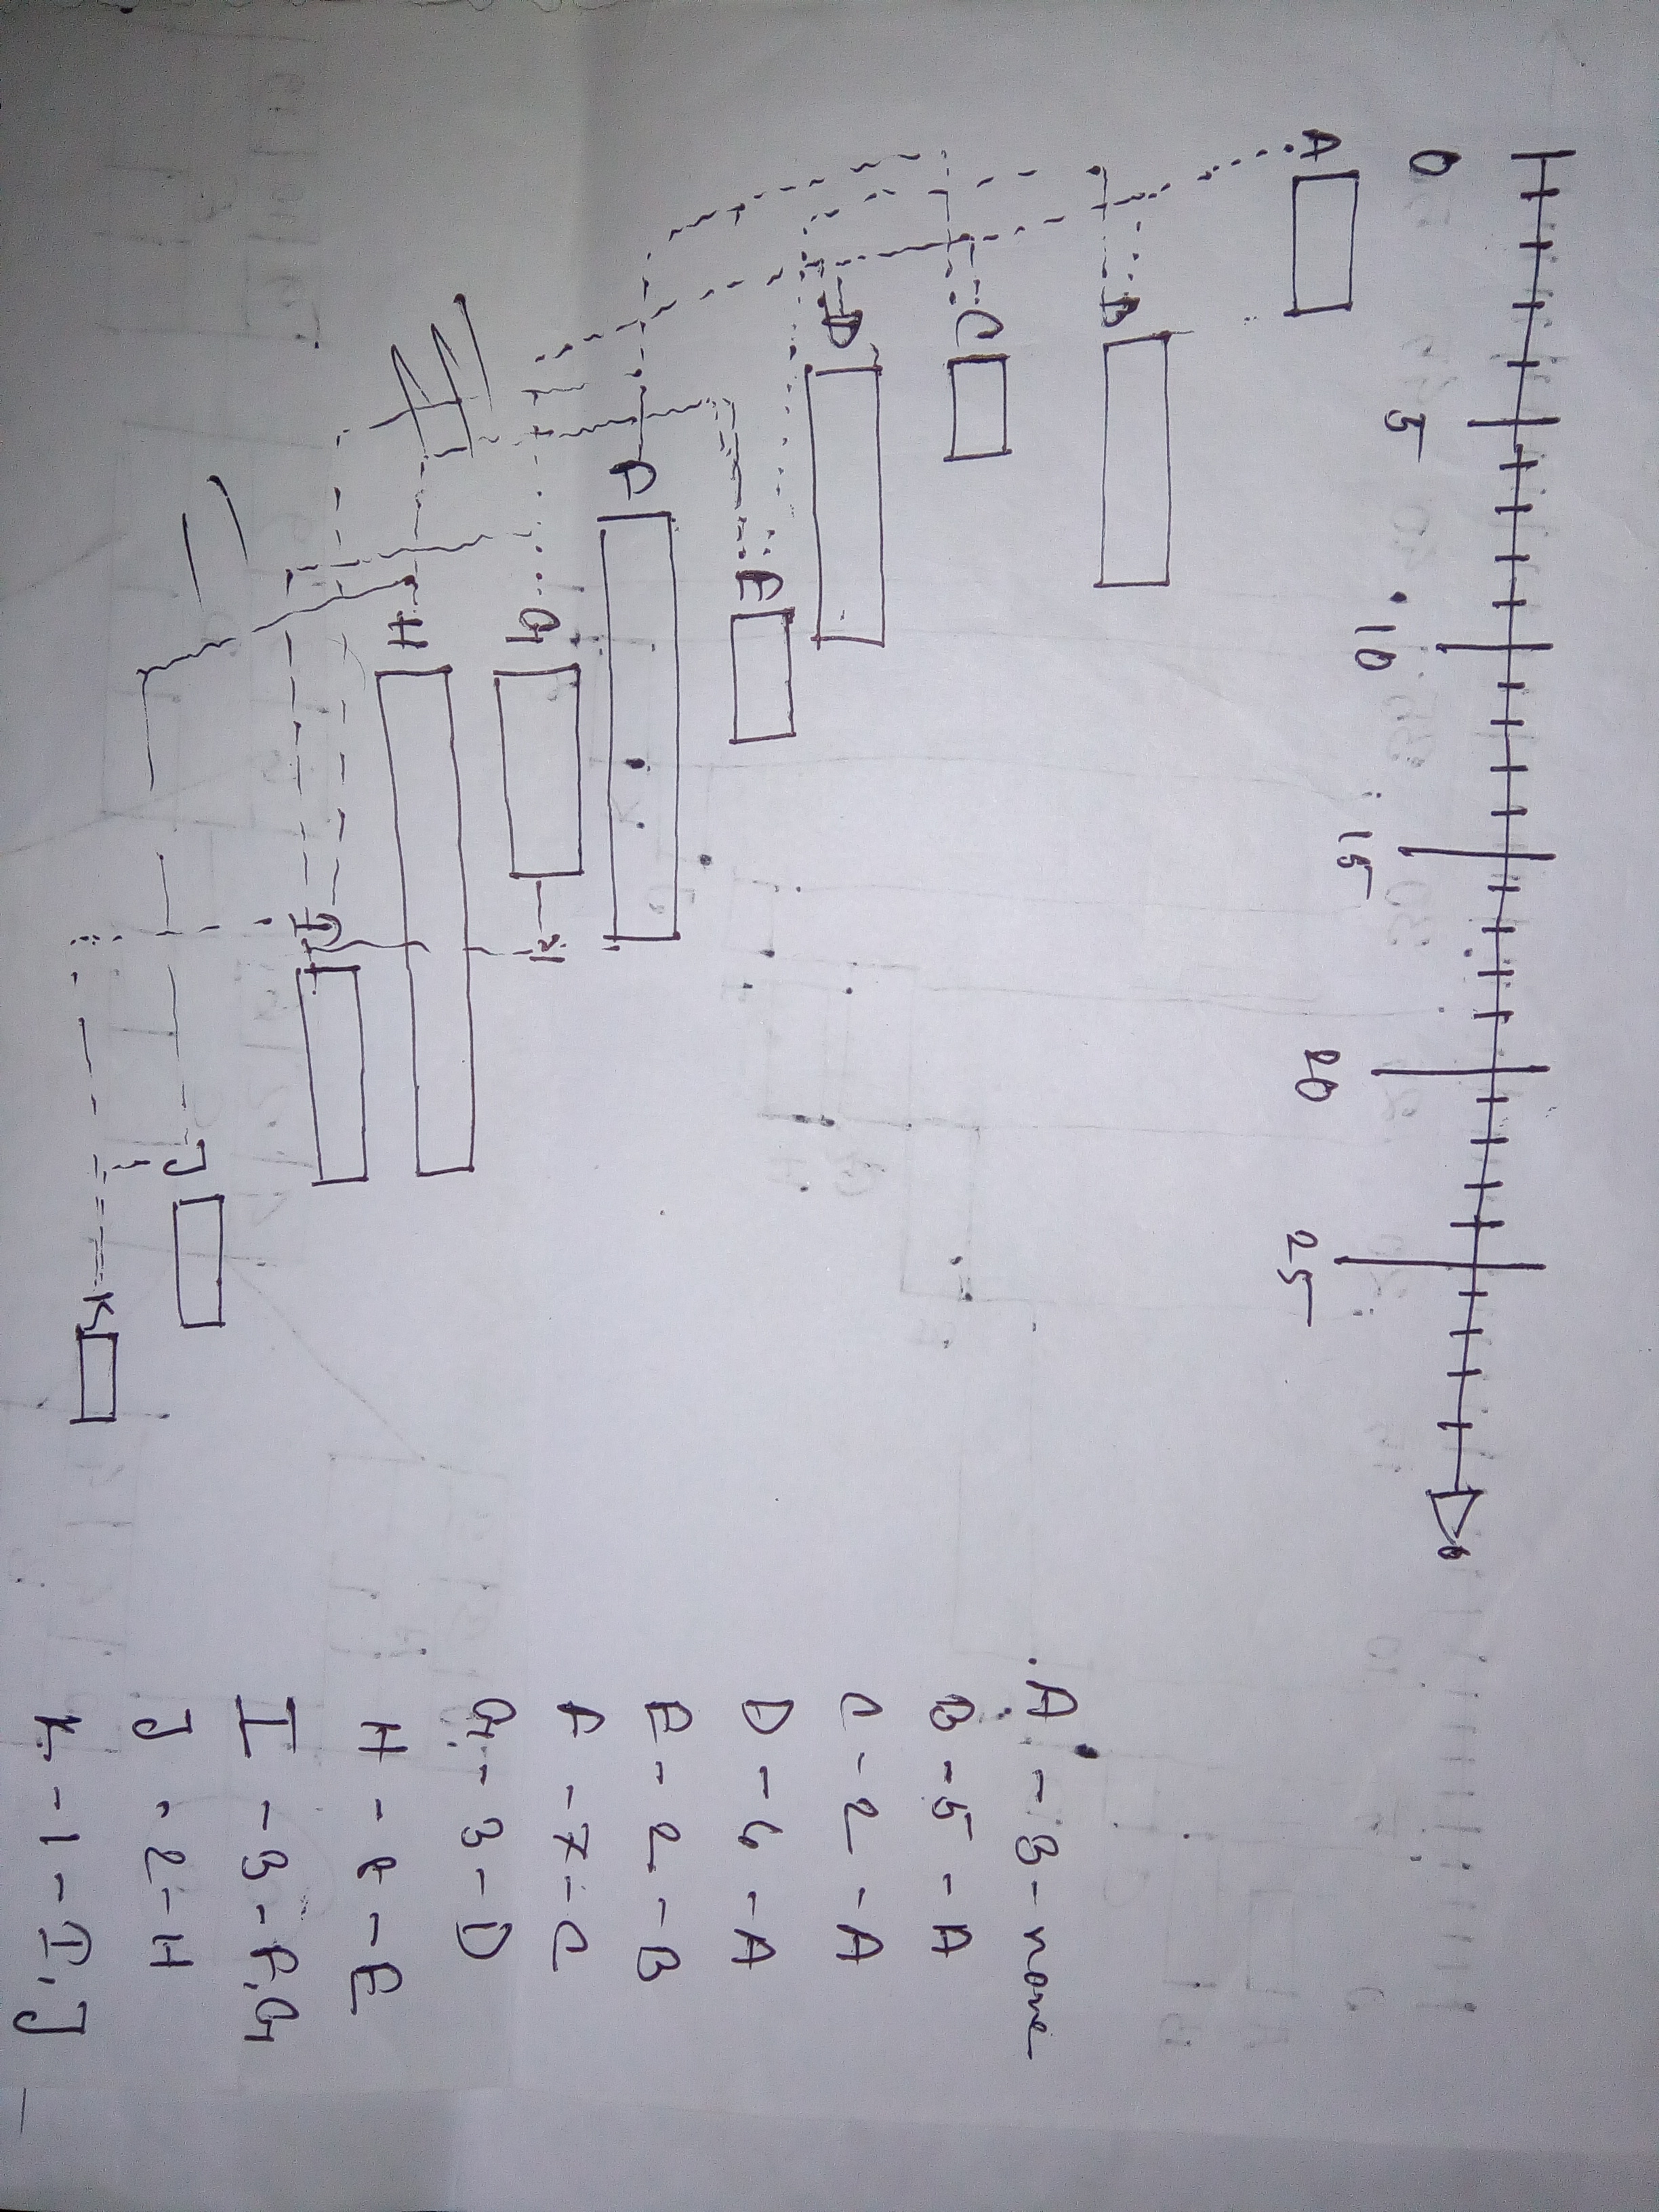 0 5 10 15 20 25
A
B
C
D
E
F
G
H
I
J
K
A - 3 - none
B - 5 - A
C - 2 - A
D - 6 - A
E - 2 - B
F - 7 - C
G - 3 - D
H - 8 - E
I - 3 - F, G
J - 2 - H
K - 1 - I, J